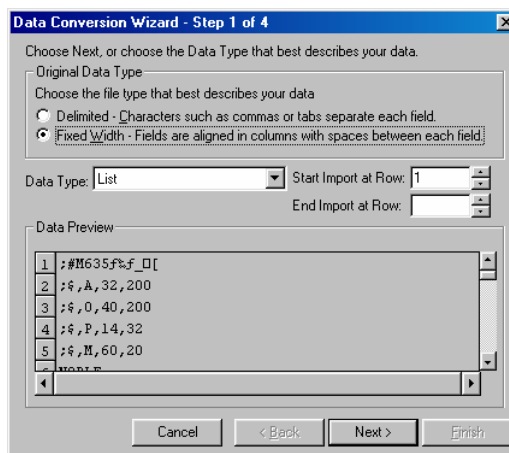 Data Conversion Wizard - Step 1 of 4
Choose Next, or choose the Data Type that best describes your data.
Original Data Type
Choose the file type that best describes your data
Delimited - Characters such as commas or tabs separate each field.
Fixed Width - Fields are aligned in columns with spaces between each field.
Data Type: List
Start Import at Row: 1
End Import at Row:
Data Preview
1 ;#M635ƒ%ƒ_□[
2 ;$,A,32,200
3 ;$,0,40,200
4 ;$,P,14,32
5 ;$,M,60,20
Cancel < Back Next > Finish